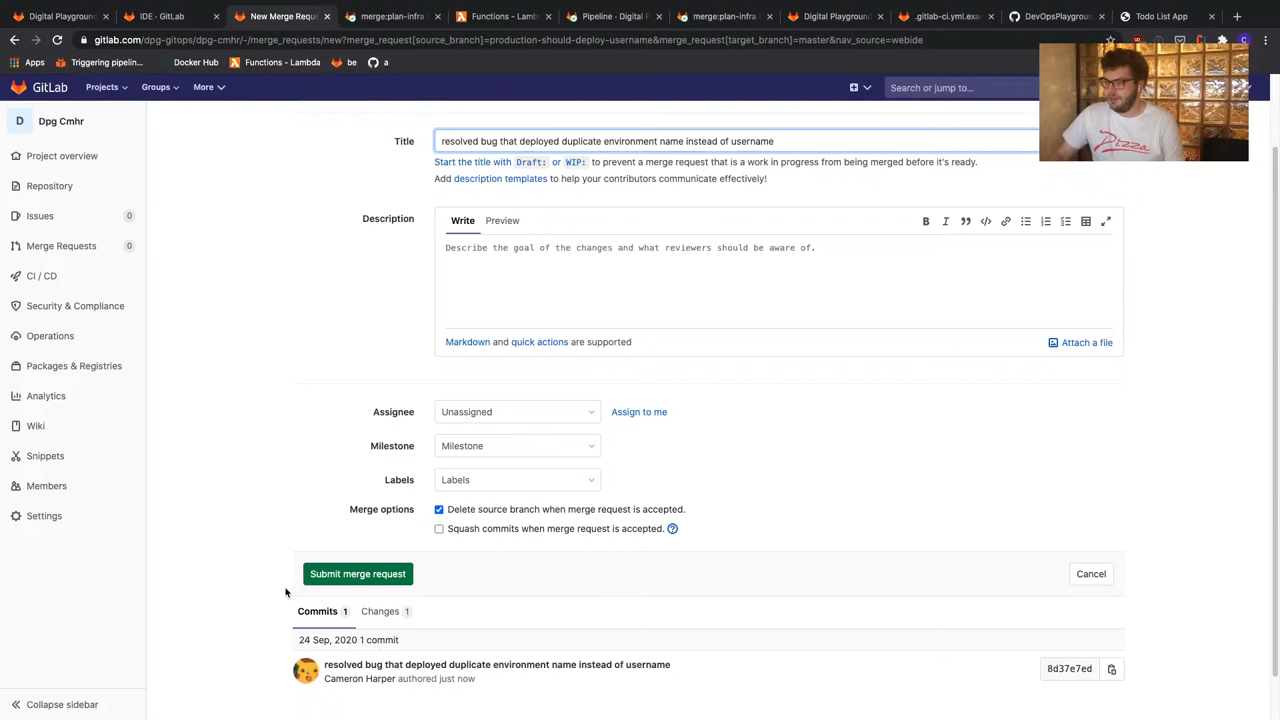 Digital Playground
IDE · GitLab
New Merge Requ
merge:plan-infra
Functions - Lamb
Pipeline · Digital P
merge:plan-infra
Digital Playground
.gitlab-ci.yml.exa
DevOpsPlaygroun
Todo List App
gitlab.com/dpg-gitops/dpg-cmhr/-/merge_requests/new?merge_request[source_branch]=production-should-deploy-username&merge_request[target_branch]=master&nav_source=webide
Apps
Triggering pipelin...
Docker Hub
Functions - Lambda
be
a
GitLab
Projects
Groups
More
Search or jump to...
D
Dpg Cmhr
Project overview
Repository
Issues 0
Merge Requests 0
CI / CD
Security & Compliance
Operations
Packages & Registries
Analytics
Wiki
Snippets
Members
Settings
Collapse sidebar
Title
resolved bug that deployed duplicate environment name instead of username
Start the title with Draft: or WIP: to prevent a merge request that is a work in progress from being merged before it's ready.
Add description templates to help your contributors communicate effectively!
Description
Write
Preview
Describe the goal of the changes and what reviewers should be aware of.
Markdown and quick actions are supported
Attach a file
Assignee
Unassigned
Assign to me
Milestone
Milestone
Labels
Labels
Merge options
Delete source branch when merge request is accepted.
Squash commits when merge request is accepted.
Submit merge request
Cancel
Commits 1
Changes 1
24 Sep, 2020 1 commit
resolved bug that deployed duplicate environment name instead of username
Cameron Harper authored just now
8d37e7ed
Pizza